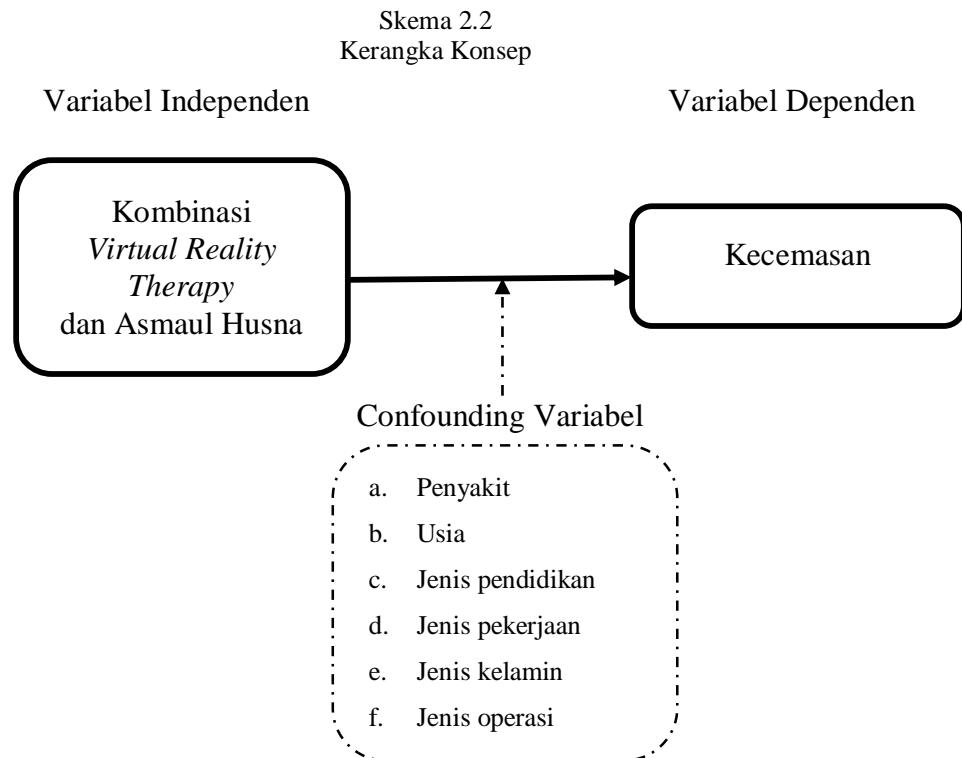 Skema 2.2
Kerangka Konsep
Variabel Independen
Variabel Dependen
Kombinasi
Virtual Reality
Therapy
dan Asmaul Husna
Kecemasan
Confounding Variabel
a. Penyakit
b. Usia
c. Jenis pendidikan
d. Jenis pekerjaan
e. Jenis kelamin
f. Jenis operasi